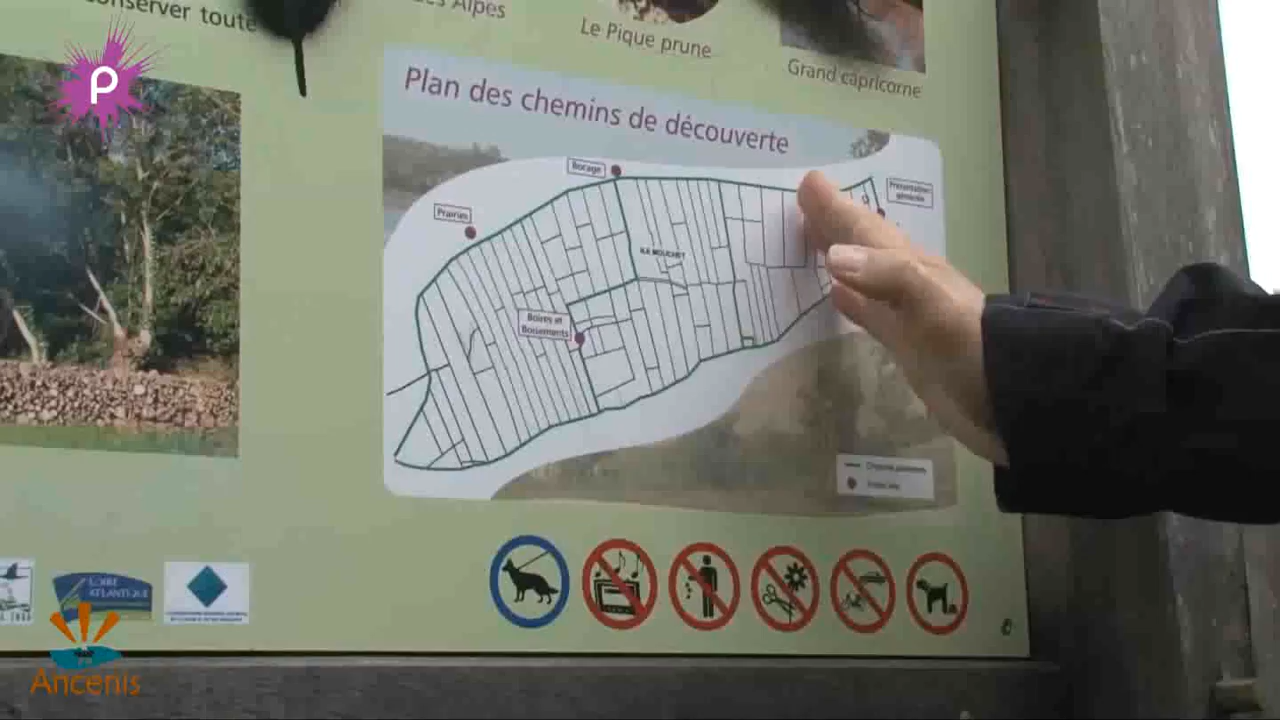 conserver toute
des Alpes
Le Pique prune
Grand capricorne
P
Plan des chemins de découverte
Bocage
Prairies
Présentation
générale
ILE MOUCHET
Boires et
Boisements
LOIRE
ATLANTIQUE
Ancenis